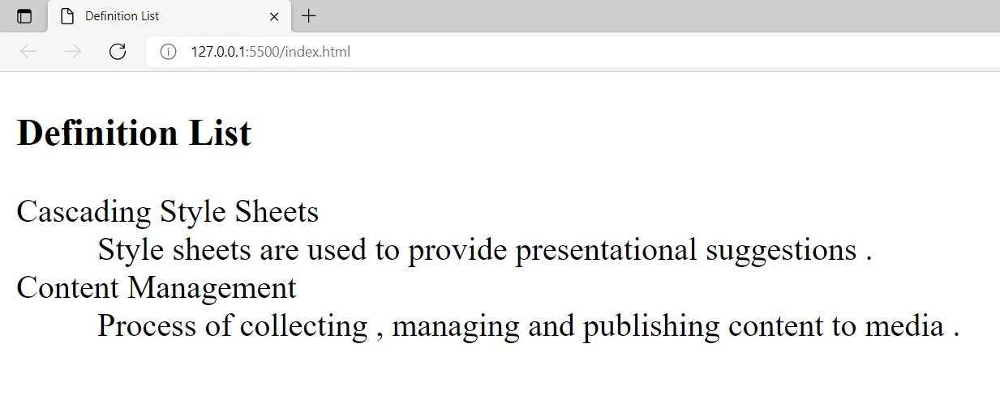 Definition List
127.0.0.1:5500/index.html
Definition List
Cascading Style Sheets
Style sheets are used to provide presentational suggestions .
Content Management
Process of collecting , managing and publishing content to media .